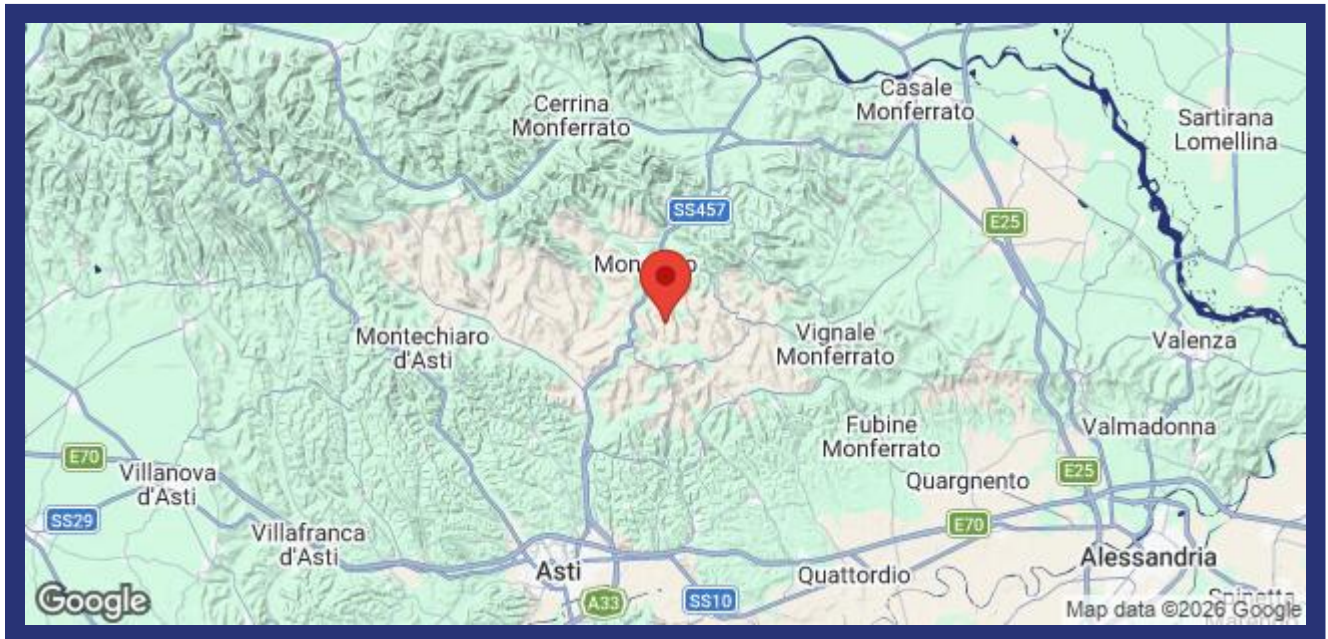 Cerrina
Monferrato
Casale
Monferrato
Sartirana
Lomellina
SS457
E25
Montechiaro
d'Asti
Vignale
Monferrato
Valenza
Fubine
Monferrato
Valmadonna
E70
Villanova
d'Asti
Quargnento
E25
SS29
Villafranca
d'Asti
E70
Asti
Quattordio
Alessandria
Google
A33
SS10
Spinetta
Map data ©2026 Google